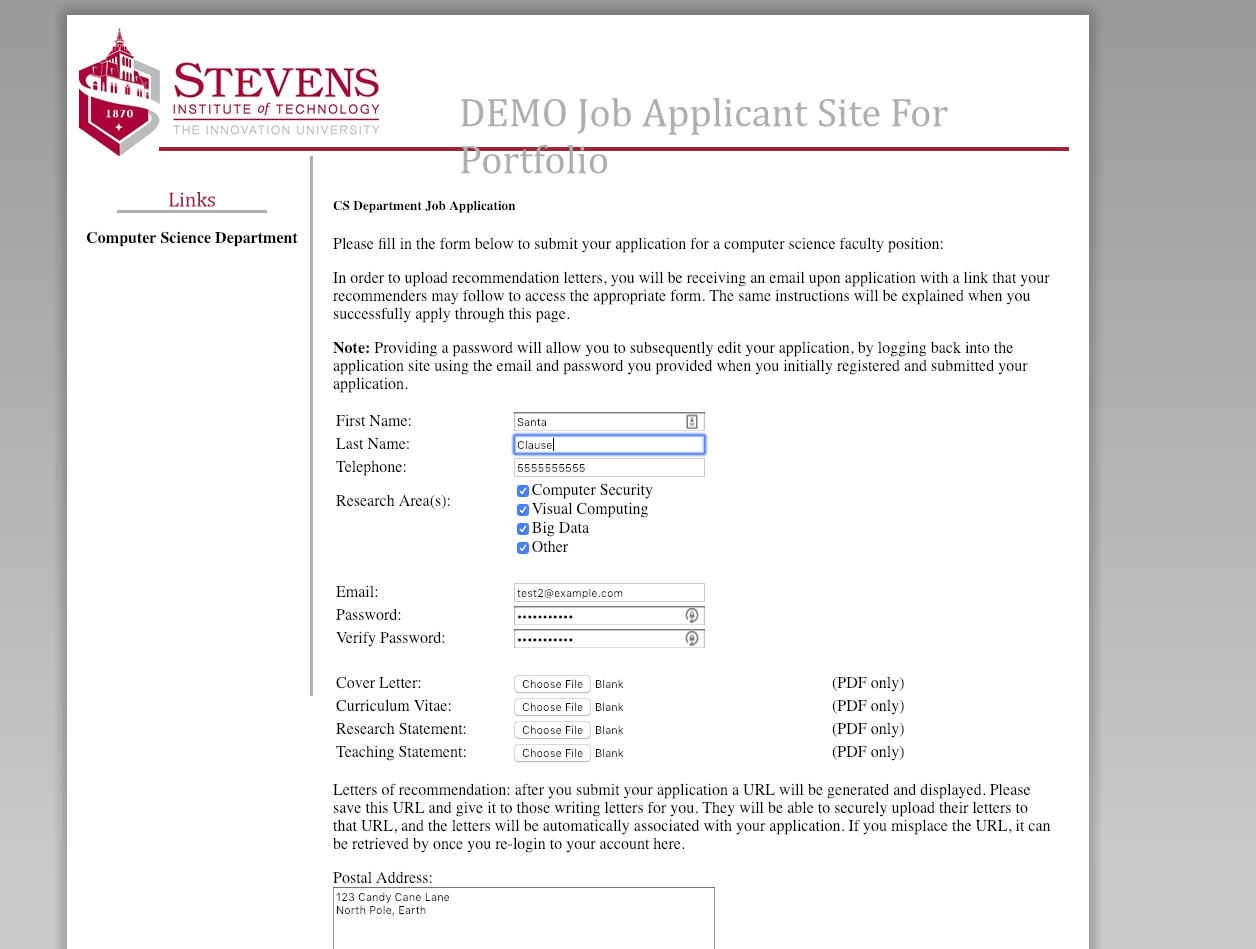 1870
STEVENS
INSTITUTE of TECHNOLOGY
THE INNOVATION UNIVERSITY
DEMO Job Applicant Site For
Portfolio
Links
Computer Science Department
CS Department Job Application
Please fill in the form below to submit your application for a computer science faculty position:
In order to upload recommendation letters, you will be receiving an email upon application with a link that your
recommenders may follow to access the appropriate form. The same instructions will be explained when you
successfully apply through this page.
Note: Providing a password will allow you to subsequently edit your application, by logging back into the
application site using the email and password you provided when you initially registered and submitted your
application.
First Name: Santa
Last Name: Clause
Telephone: 5555555555
Research Area(s):
Computer Security
Visual Computing
Big Data
Other
Email: test2@example.com
Password: •••••••••••
Verify Password: •••••••••••
Cover Letter: Choose File Blank (PDF only)
Curriculum Vitae: Choose File Blank (PDF only)
Research Statement: Choose File Blank (PDF only)
Teaching Statement: Choose File Blank (PDF only)
Letters of recommendation: after you submit your application a URL will be generated and displayed. Please
save this URL and give it to those writing letters for you. They will be able to securely upload their letters to
that URL, and the letters will be automatically associated with your application. If you misplace the URL, it can
be retrieved by once you re-login to your account here.
Postal Address:
123 Candy Cane Lane
North Pole, Earth